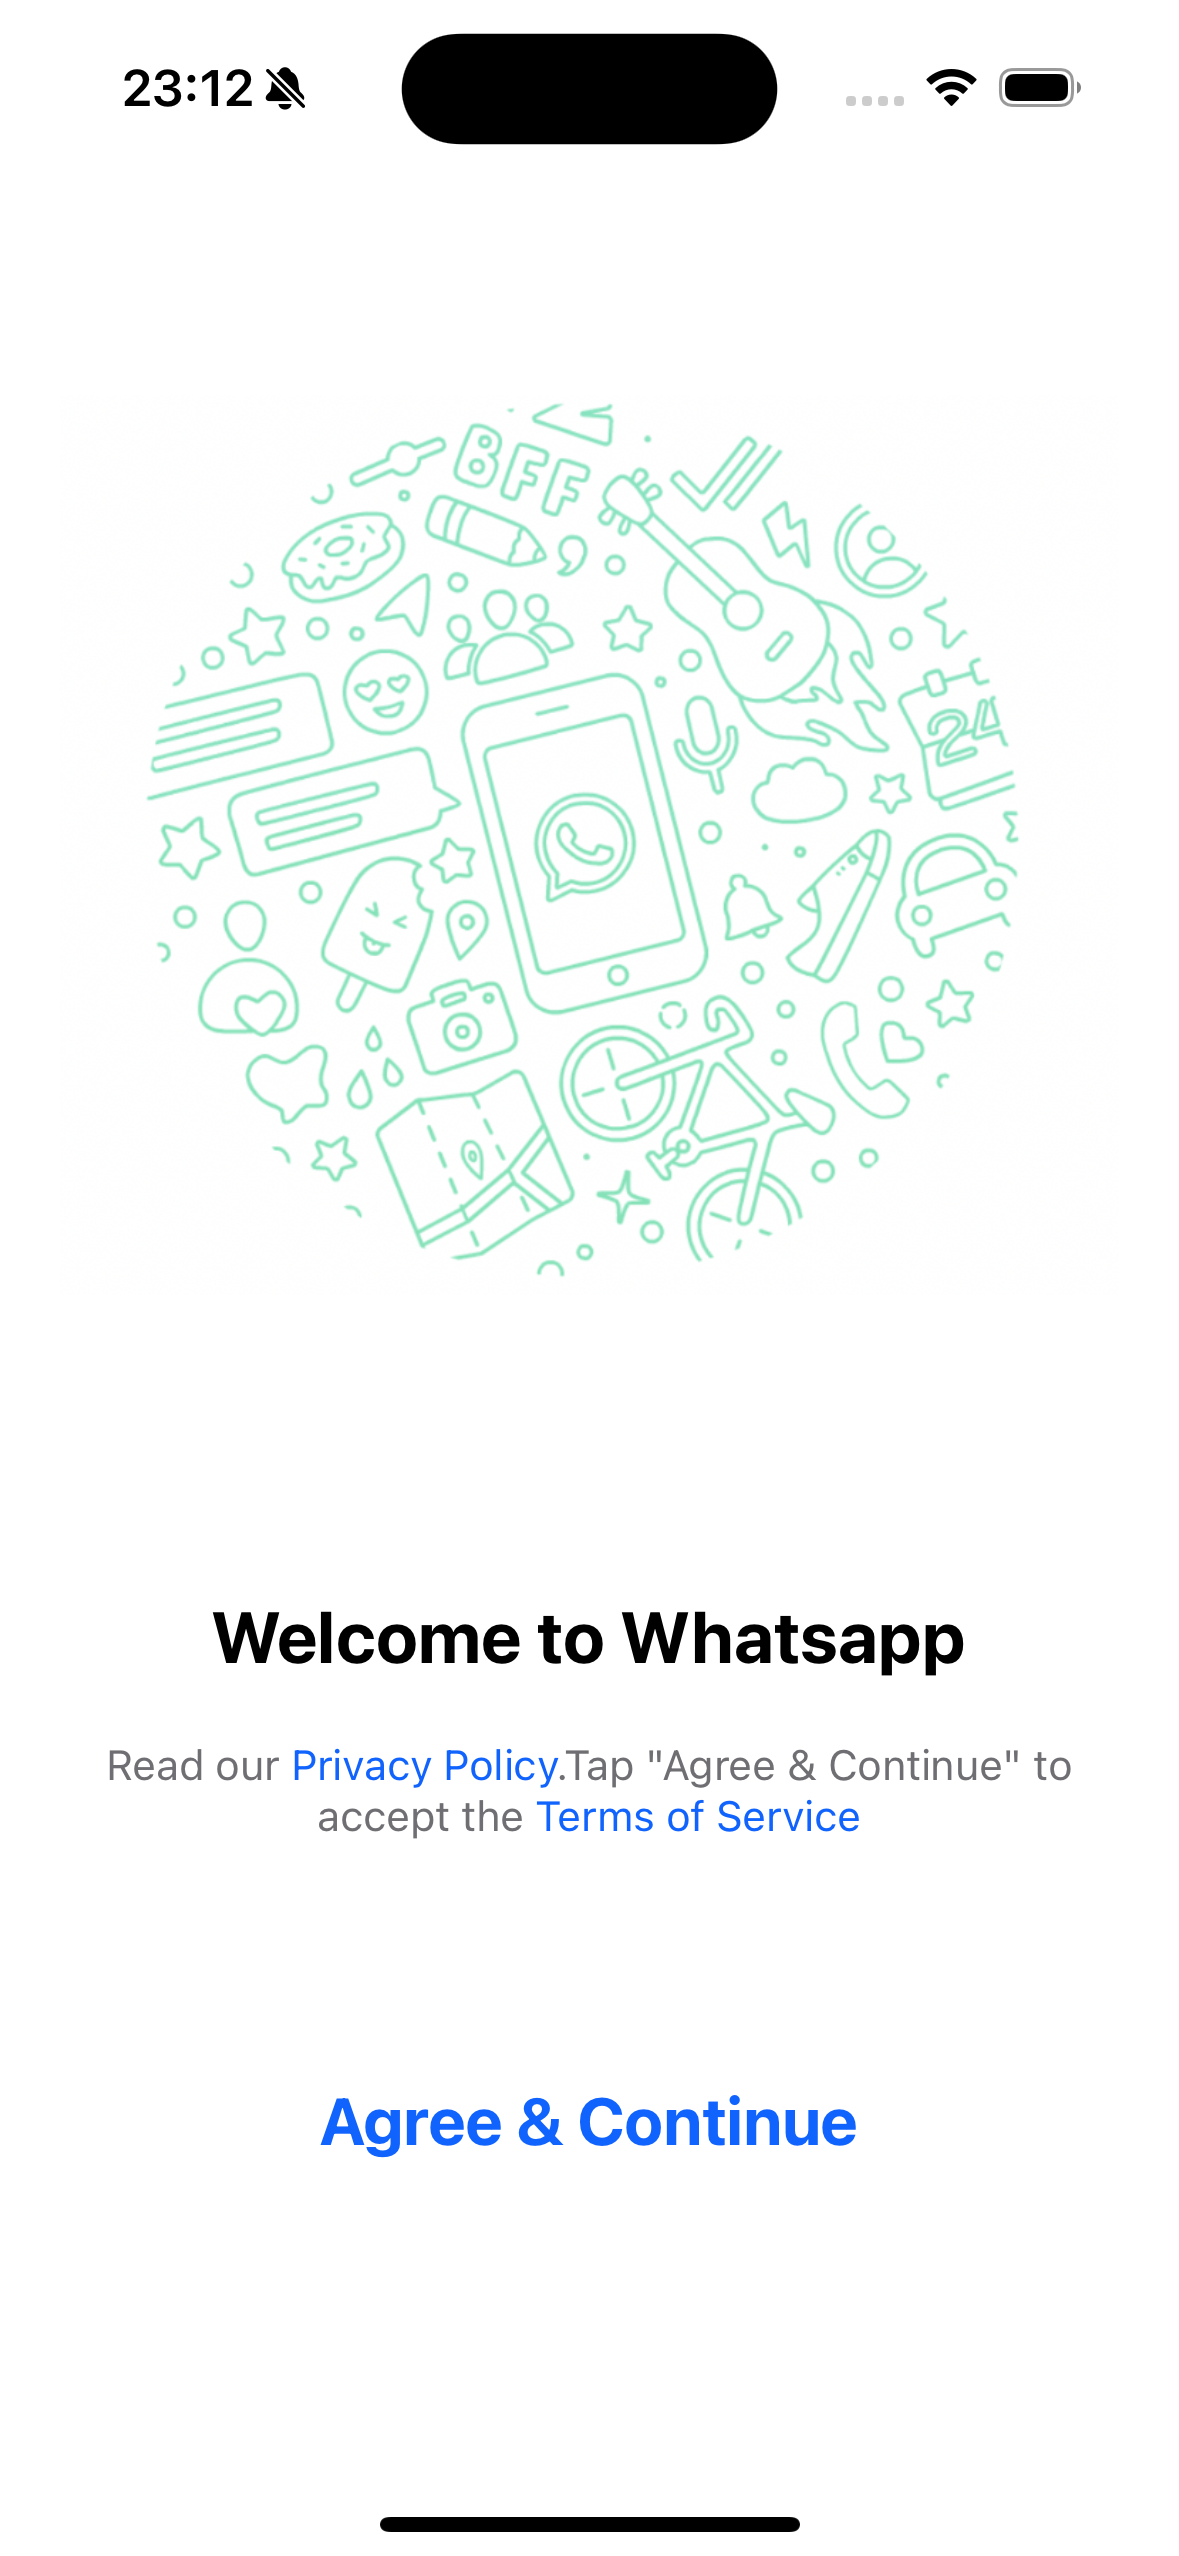 23:12
BFF
24
Welcome to Whatsapp
Read our Privacy Policy.Tap "Agree & Continue" to
accept the Terms of Service
Agree & Continue